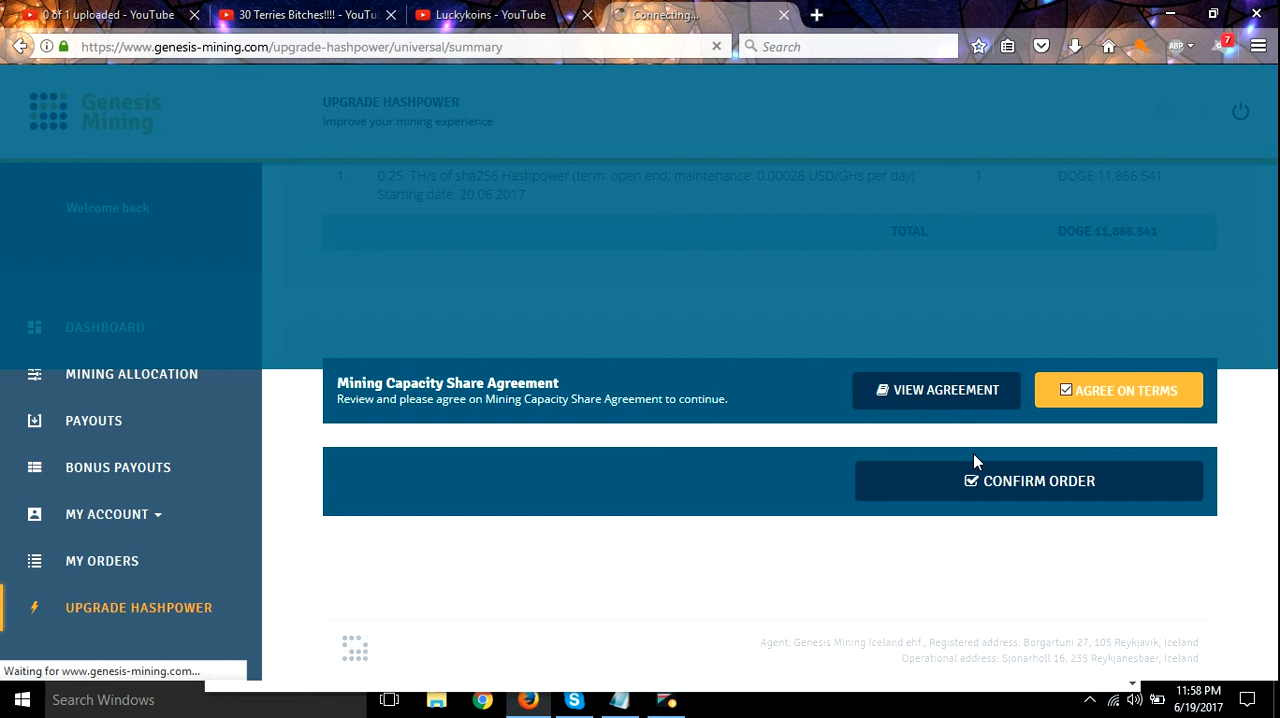 0 of 1 uploaded - YouTube
30 Terries Bitches!!!! - YouTu
Luckykoins - YouTube
Connecting...
https://www.genesis-mining.com/upgrade-hashpower/universal/summary
Search
ABP
7
Genesis
Mining
UPGRADE HASHPOWER
Improve your mining experience
1. 0.25 TH/s of sha256 Hashpower (term: open end; maintenance: 0.00028 USD/GHs per day) 1 DOGE 11,866.541
Starting date: 20.06.2017
Welcome back
TOTAL DOGE 11,866.541
DASHBOARD
MINING ALLOCATION
PAYOUTS
BONUS PAYOUTS
MY ACCOUNT
MY ORDERS
UPGRADE HASHPOWER
Mining Capacity Share Agreement
Review and please agree on Mining Capacity Share Agreement to continue.
VIEW AGREEMENT
AGREE ON TERMS
CONFIRM ORDER
Agent: Genesis Mining Iceland ehf., Registered address: Borgartuni 27, 105 Reykjavik, Iceland
Operational address: Sjonarholl 16, 235 Reykjanesbaer, Iceland
Waiting for www.genesis-mining.com...
Search Windows
11:58 PM
6/19/2017